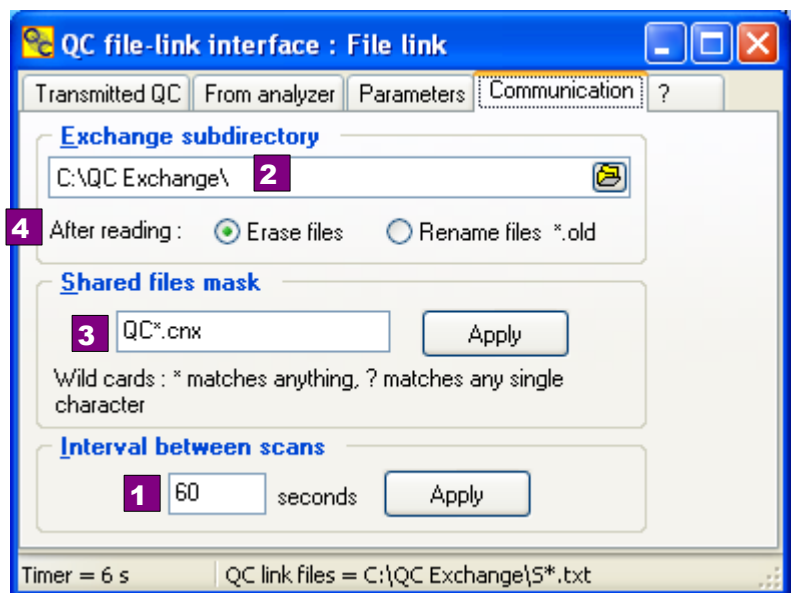 QC file-link interface : File link
Transmitted QC From analyzer Parameters Communication ?
Exchange subdirectory
C:\QC Exchange\ 2
4 After reading : Erase files Rename files *.old
Shared files mask
3 QC*.cnx Apply
Wild cards : * matches anything, ? matches any single
character
Interval between scans
1 60 seconds Apply
Timer = 6 s QC link files = C:\QC Exchange\S*.txt